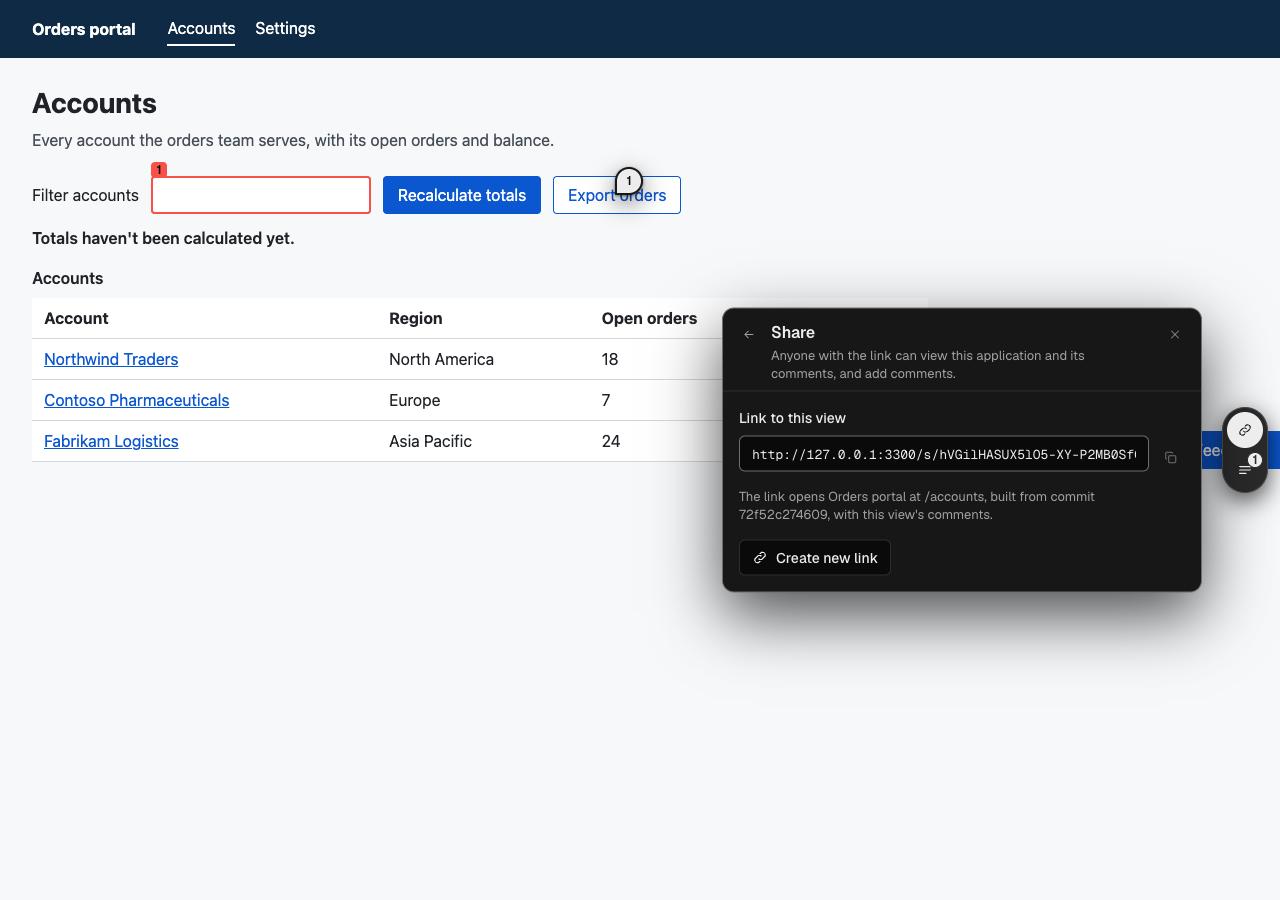 Orders portal Accounts Settings
Accounts
Every account the orders team serves, with its open orders and balance.
1
Filter accounts Recalculate totals Export orders
1
Totals haven't been calculated yet.
Accounts
Account Region Open orders
Northwind Traders North America 18
Contoso Pharmaceuticals Europe 7
Fabrikam Logistics Asia Pacific 24
Share
Anyone with the link can view this application and its
comments, and add comments.
Link to this view
http://127.0.0.1:3300/s/hVGilHASUX5lO5-XY-P2MB0Sf
The link opens Orders portal at /accounts, built from commit
72f52c274609, with this view's comments.
Create new link
1